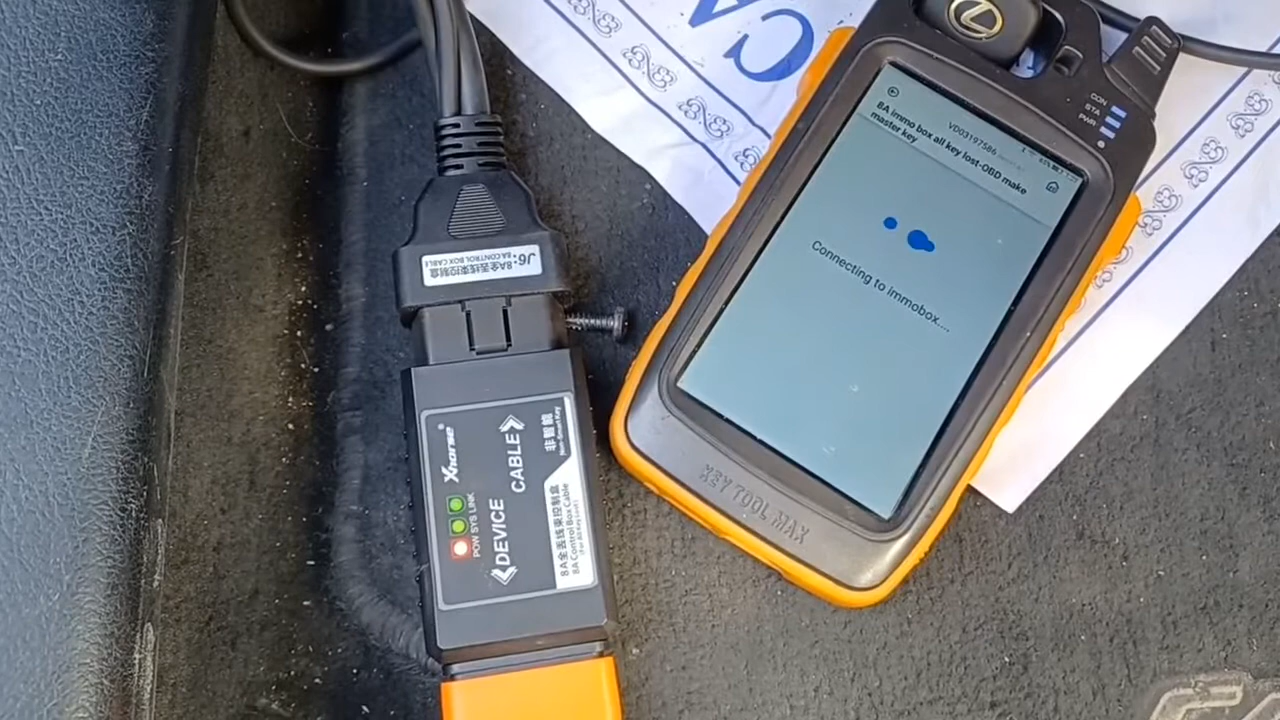 CA
J6:8A全丢线束控制盒
8A CONTROL BOX CABLE
Xhorse®
POW SYS LINK
DEVICE
CABLE
非智能
Non-Smart Key
8A全丢线束控制盒
8A Control Box Cable
(For All Key Lost)
CON
STA
PWR
VD03197586
8A immo box all key lost-OBD make
master key
Connecting to immobox....
KEY TOOL MAX